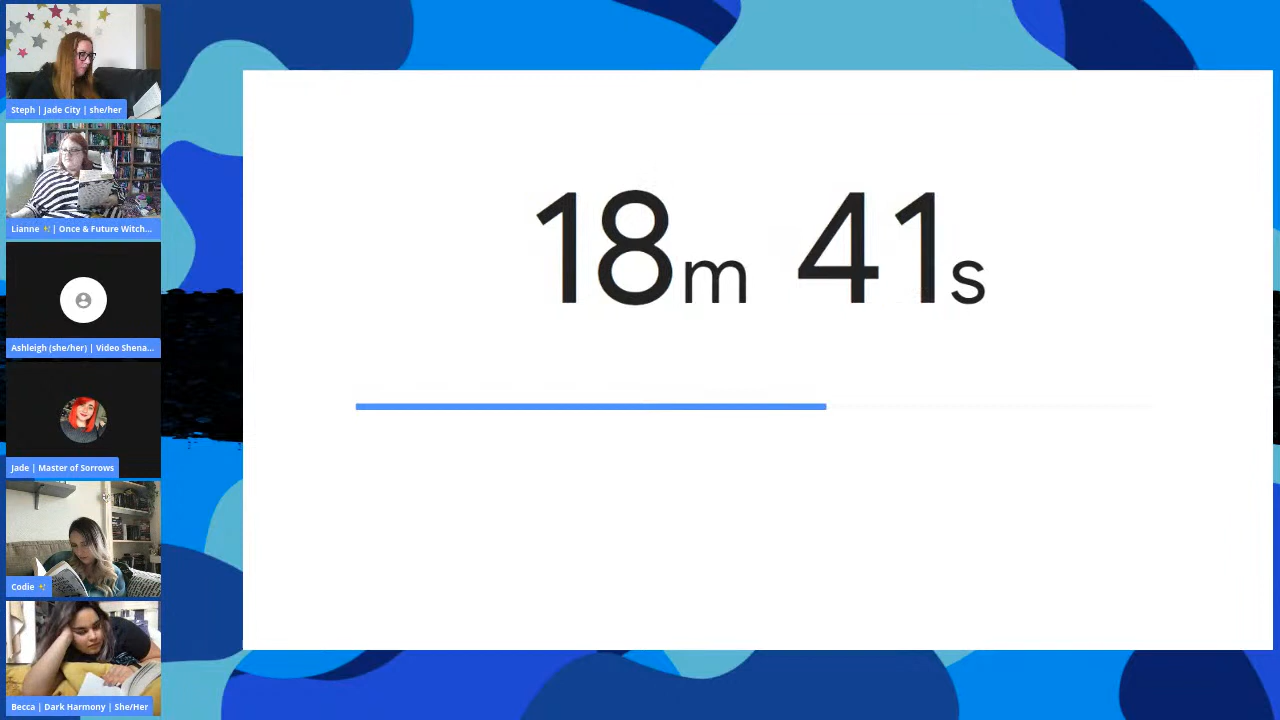 Steph | Jade City | she/her
Lianne ✨ | Once & Future Witch...
Ashleigh (she/her) | Video Shena...
Jade | Master of Sorrows
Codie ✨
Becca | Dark Harmony | She/Her
18m 41s